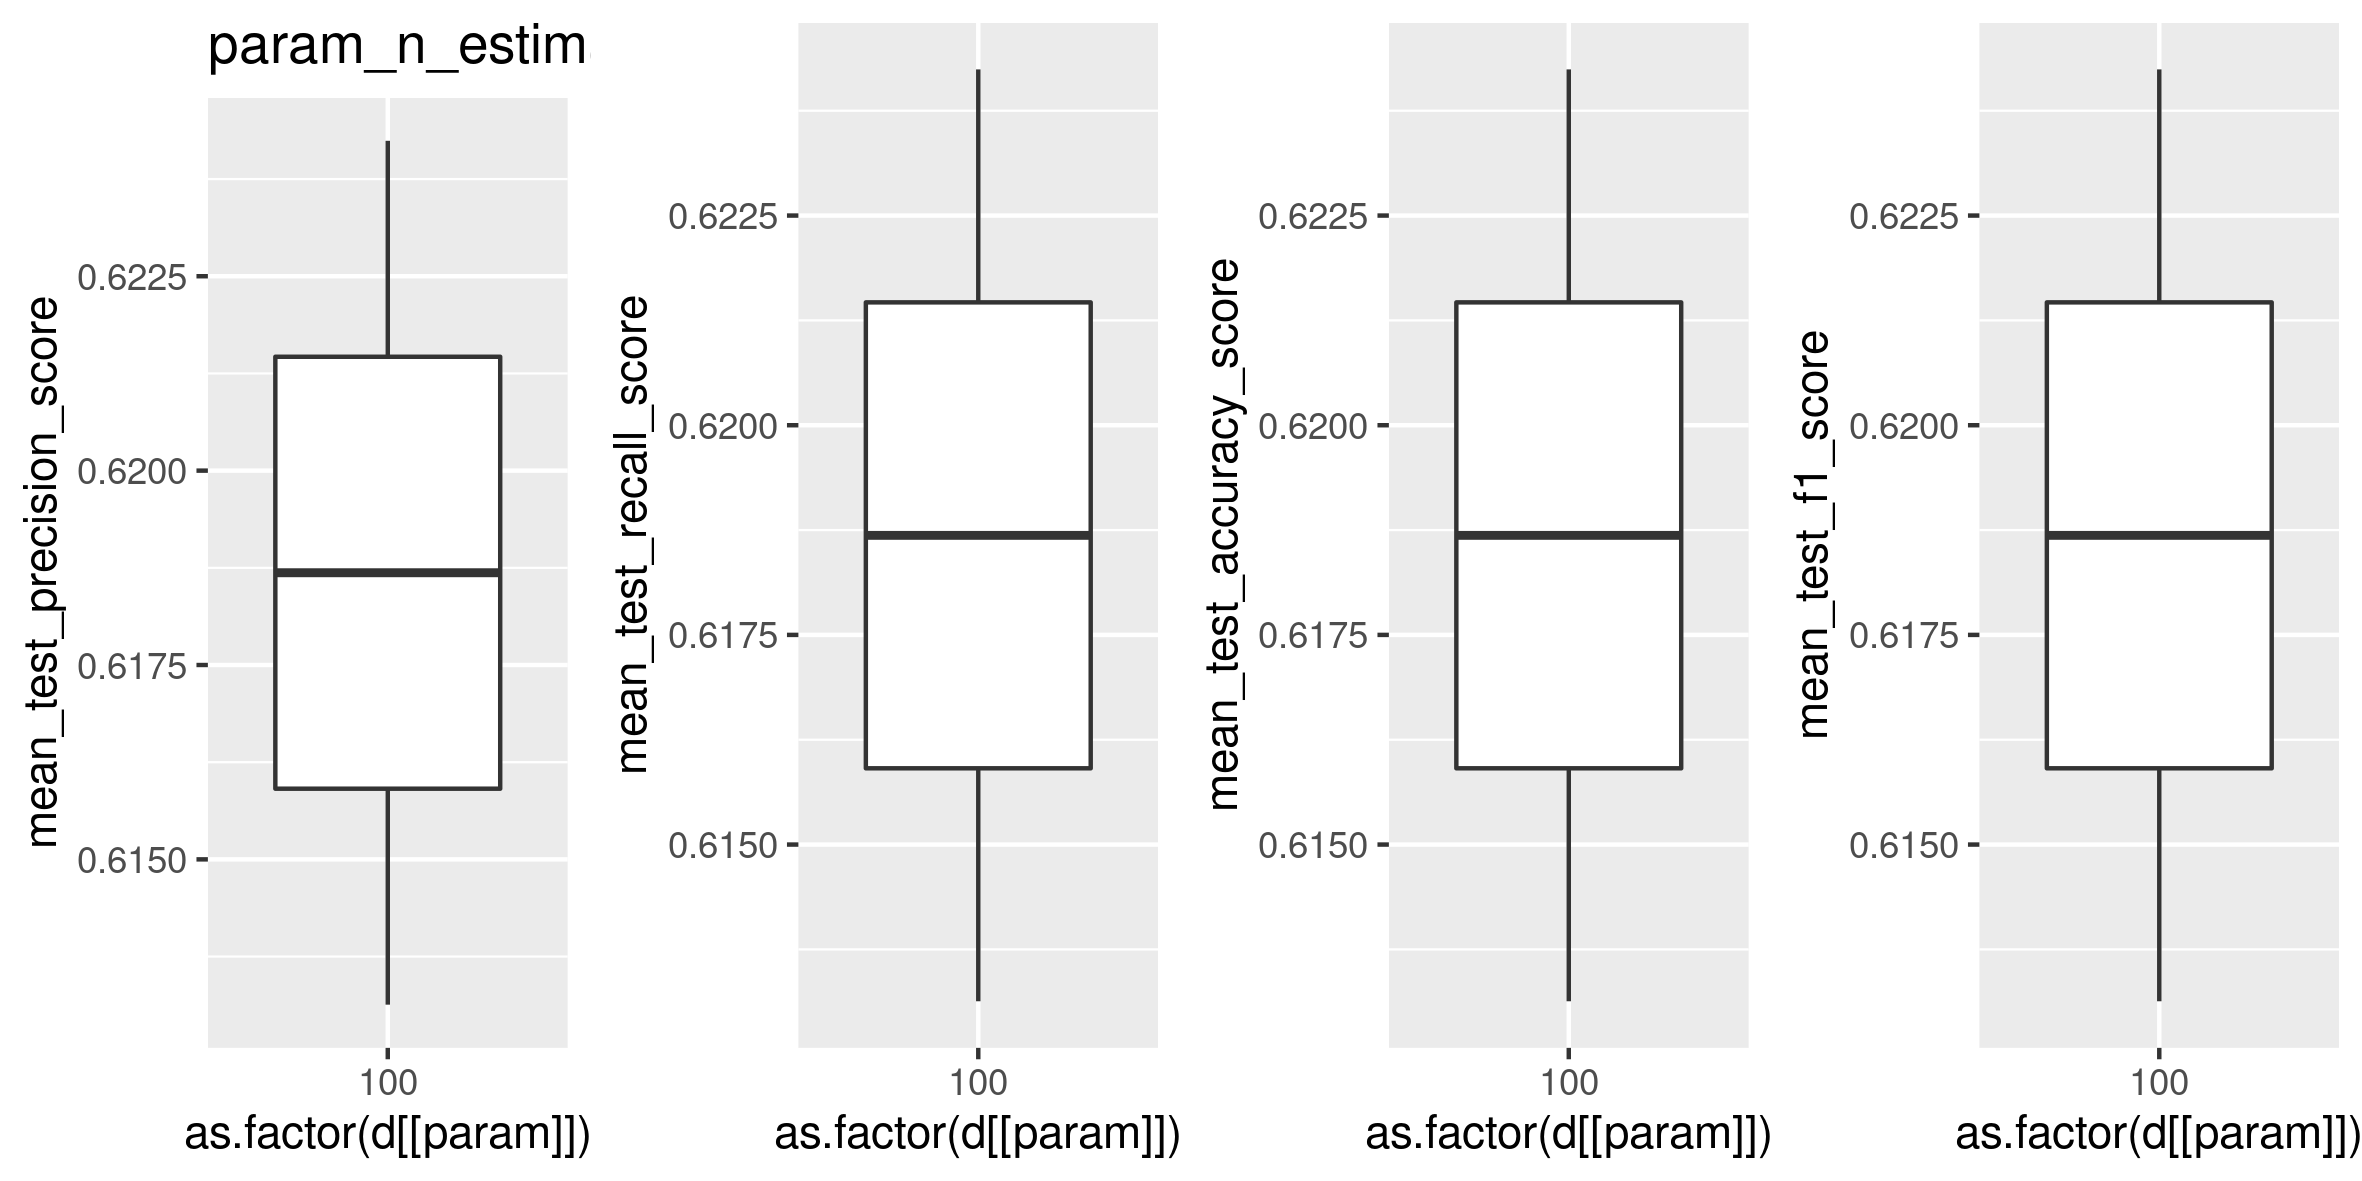 param_n_estim
mean_test_precision_score
0.6225
0.6200
0.6175
0.6150
100
as.factor(d[[param]])
mean_test_recall_score
0.6225
0.6200
0.6175
0.6150
100
as.factor(d[[param]])
mean_test_accuracy_score
0.6225
0.6200
0.6175
0.6150
100
as.factor(d[[param]])
mean_test_f1_score
0.6225
0.6200
0.6175
0.6150
100
as.factor(d[[param]])